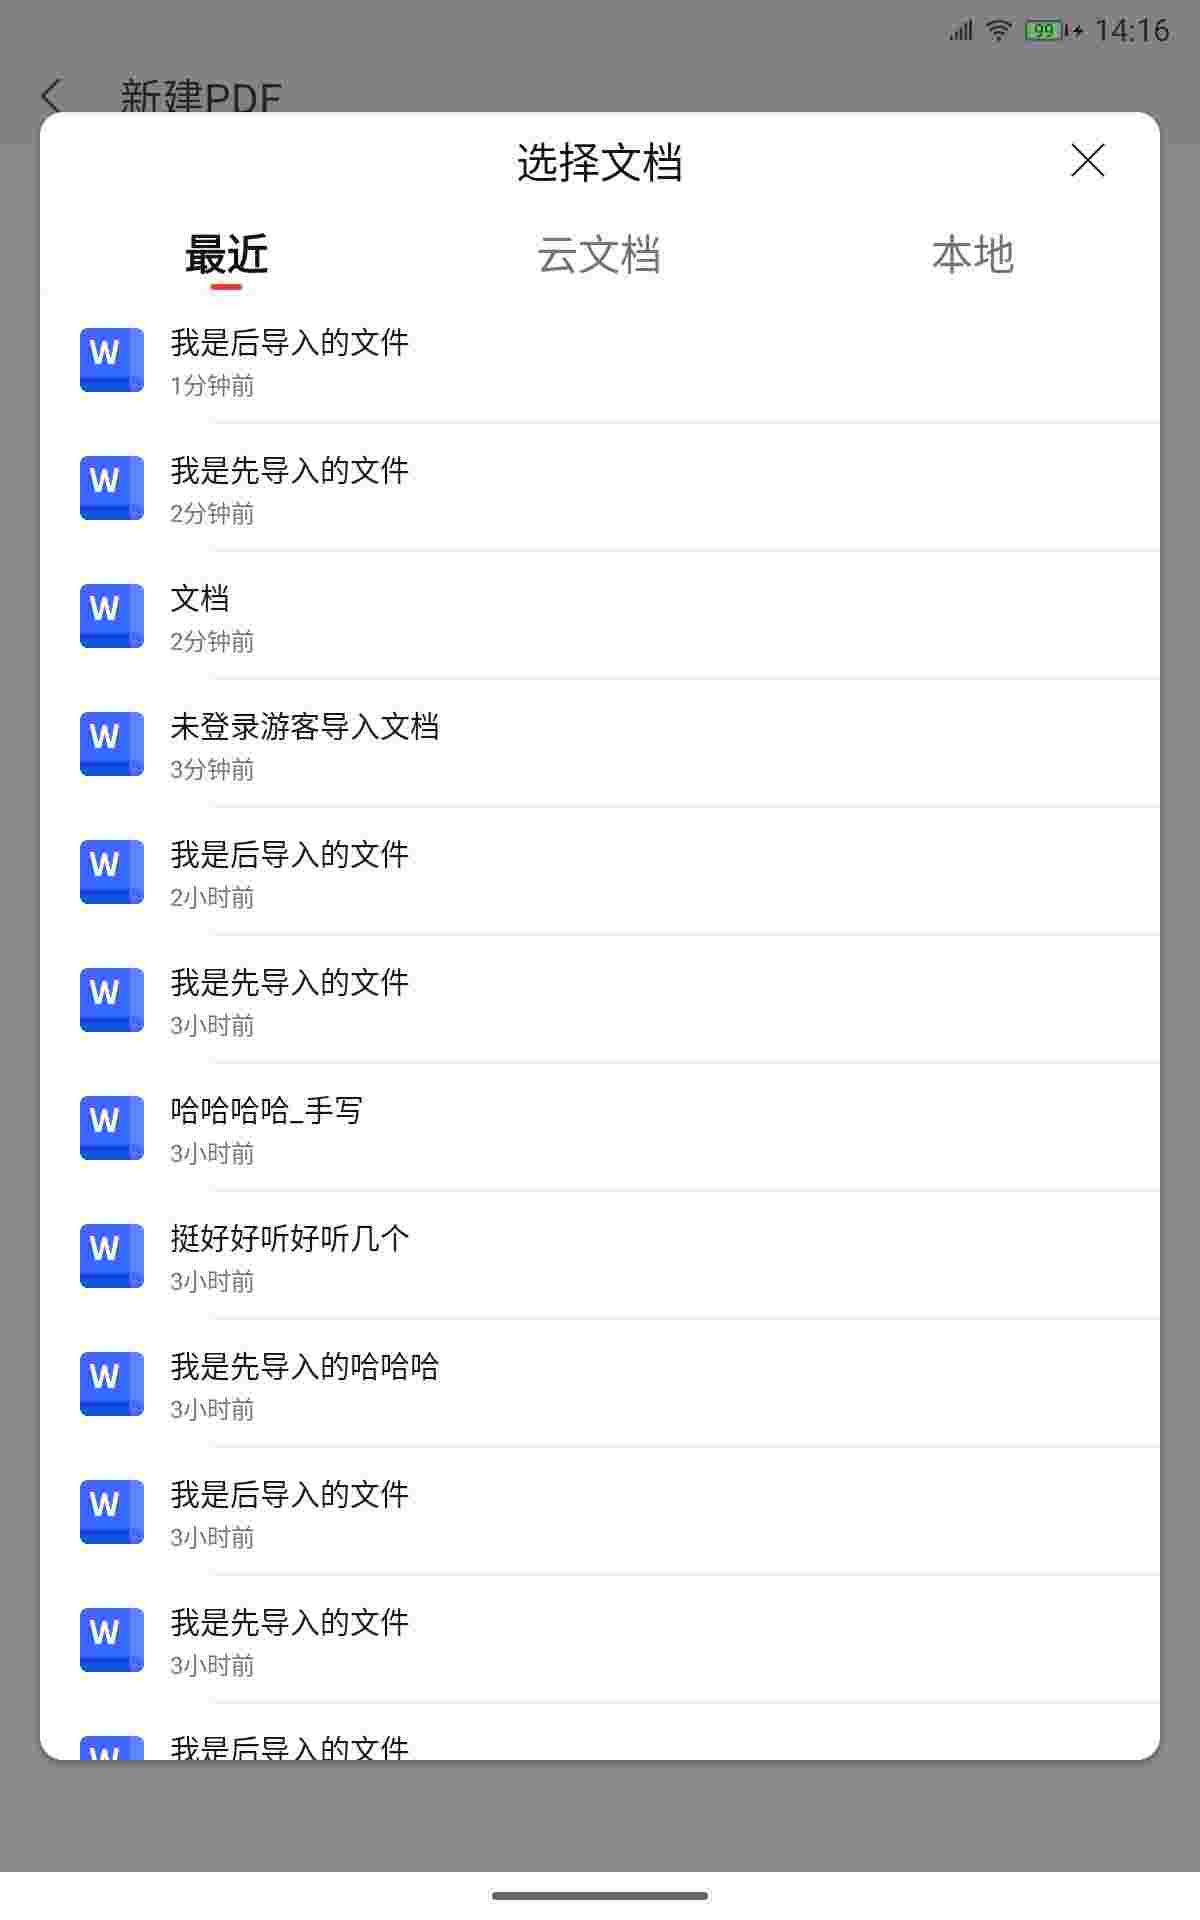 99 14:16
新建PDF
选择文档
最近 云文档 本地
W 我是后导入的文件
1分钟前
W 我是先导入的文件
2分钟前
W 文档
2分钟前
W 未登录游客导入文档
3分钟前
W 我是后导入的文件
2小时前
W 我是先导入的文件
3小时前
W 哈哈哈哈_手写
3小时前
W 挺好好听好听几个
3小时前
W 我是先导入的哈哈哈
3小时前
W 我是后导入的文件
3小时前
W 我是先导入的文件
3小时前
W 我是后导入的文件